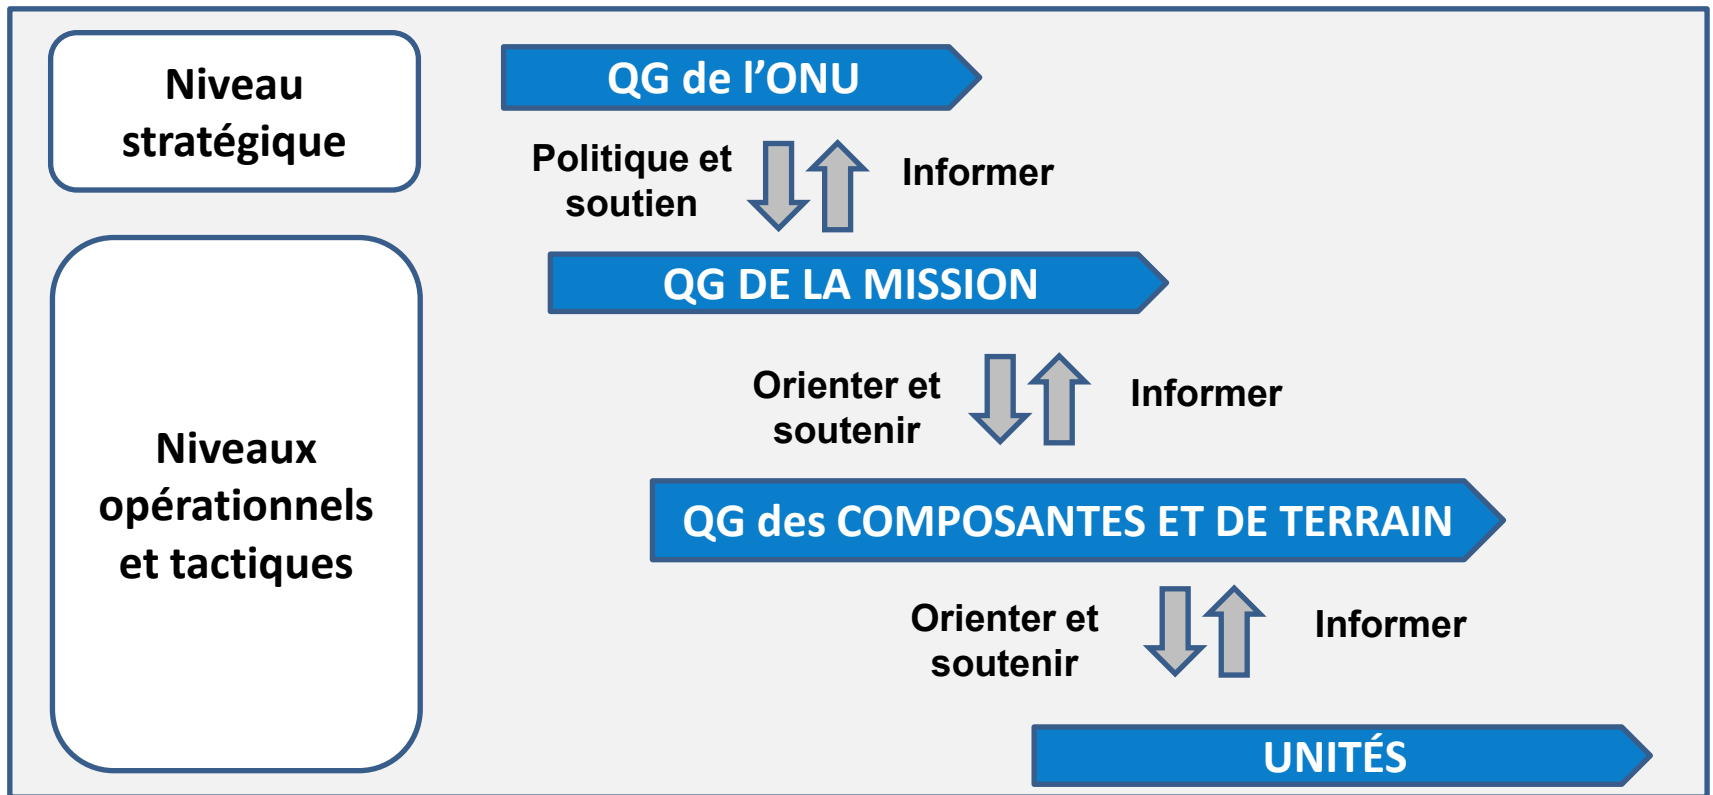 Niveau
stratégique
QG de l’ONU
Politique et
soutien
Informer
QG DE LA MISSION
Orienter et
soutenir
Informer
Niveaux
opérationnels
et tactiques
QG des COMPOSANTES ET DE TERRAIN
Orienter et
soutenir
Informer
UNITÉS